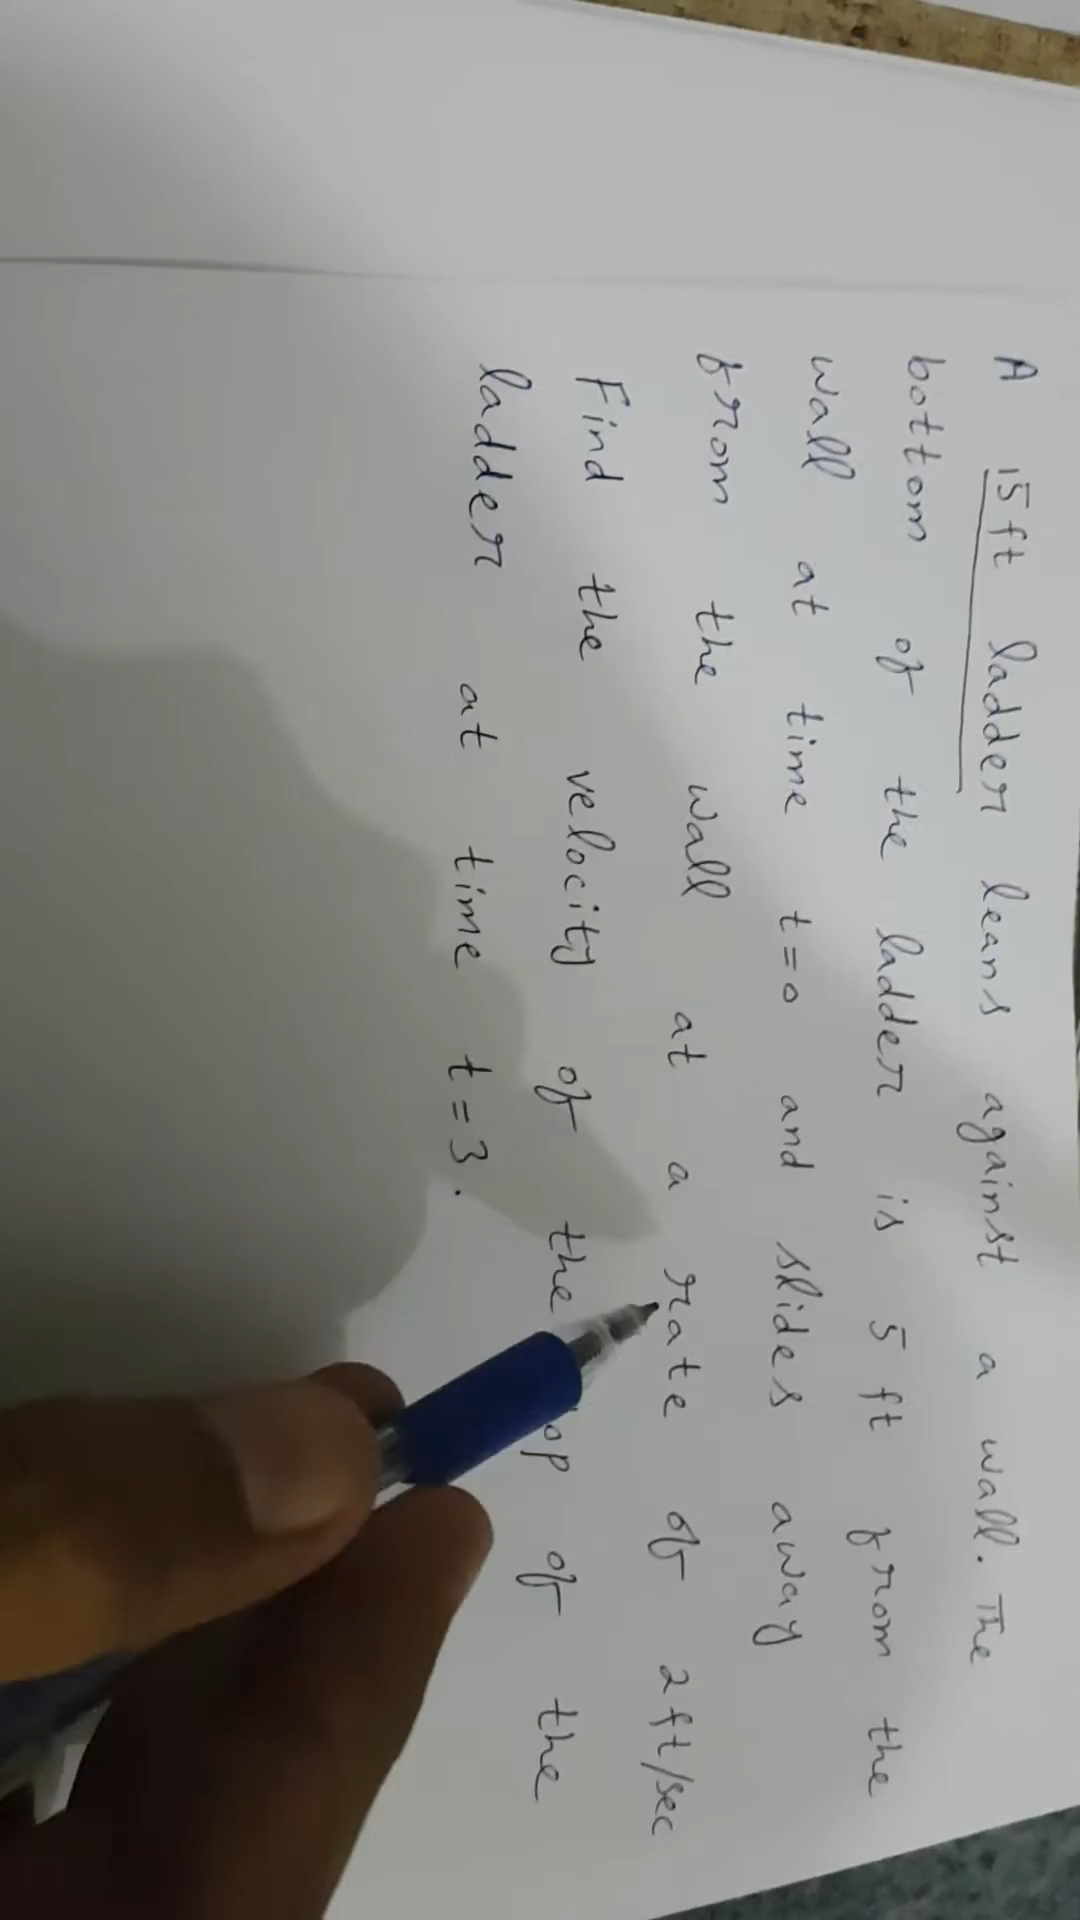 A 15ft ladder leans against a wall. The
bottom of the ladder is 5 ft from the
wall at time t=0 and slides away
from the wall at a rate of 2ft/sec
Find the velocity of the op of the
ladder at time t=3.